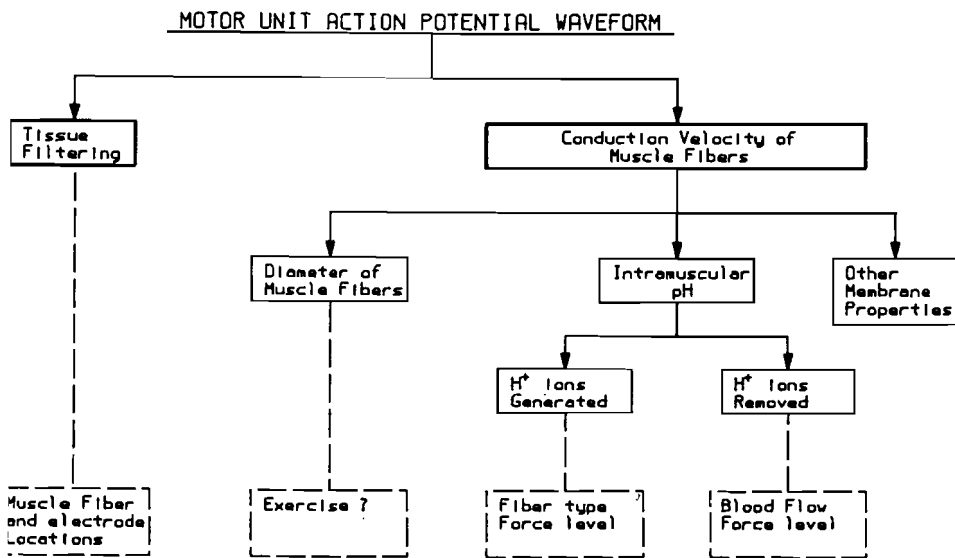 MOTOR UNIT ACTION POTENTIAL WAVEFORM
Tissue
Filtering
Conduction Velocity of
Muscle Fibers
Diameter of
Muscle Fibers
Intramuscular
pH
Other
Membrane
Properties
H⁺ Ions
Generated
H⁺ Ions
Removed
Muscle Fiber
and electrode
Locations
Exercise ?
Fiber type
Force level
Blood Flow
Force level